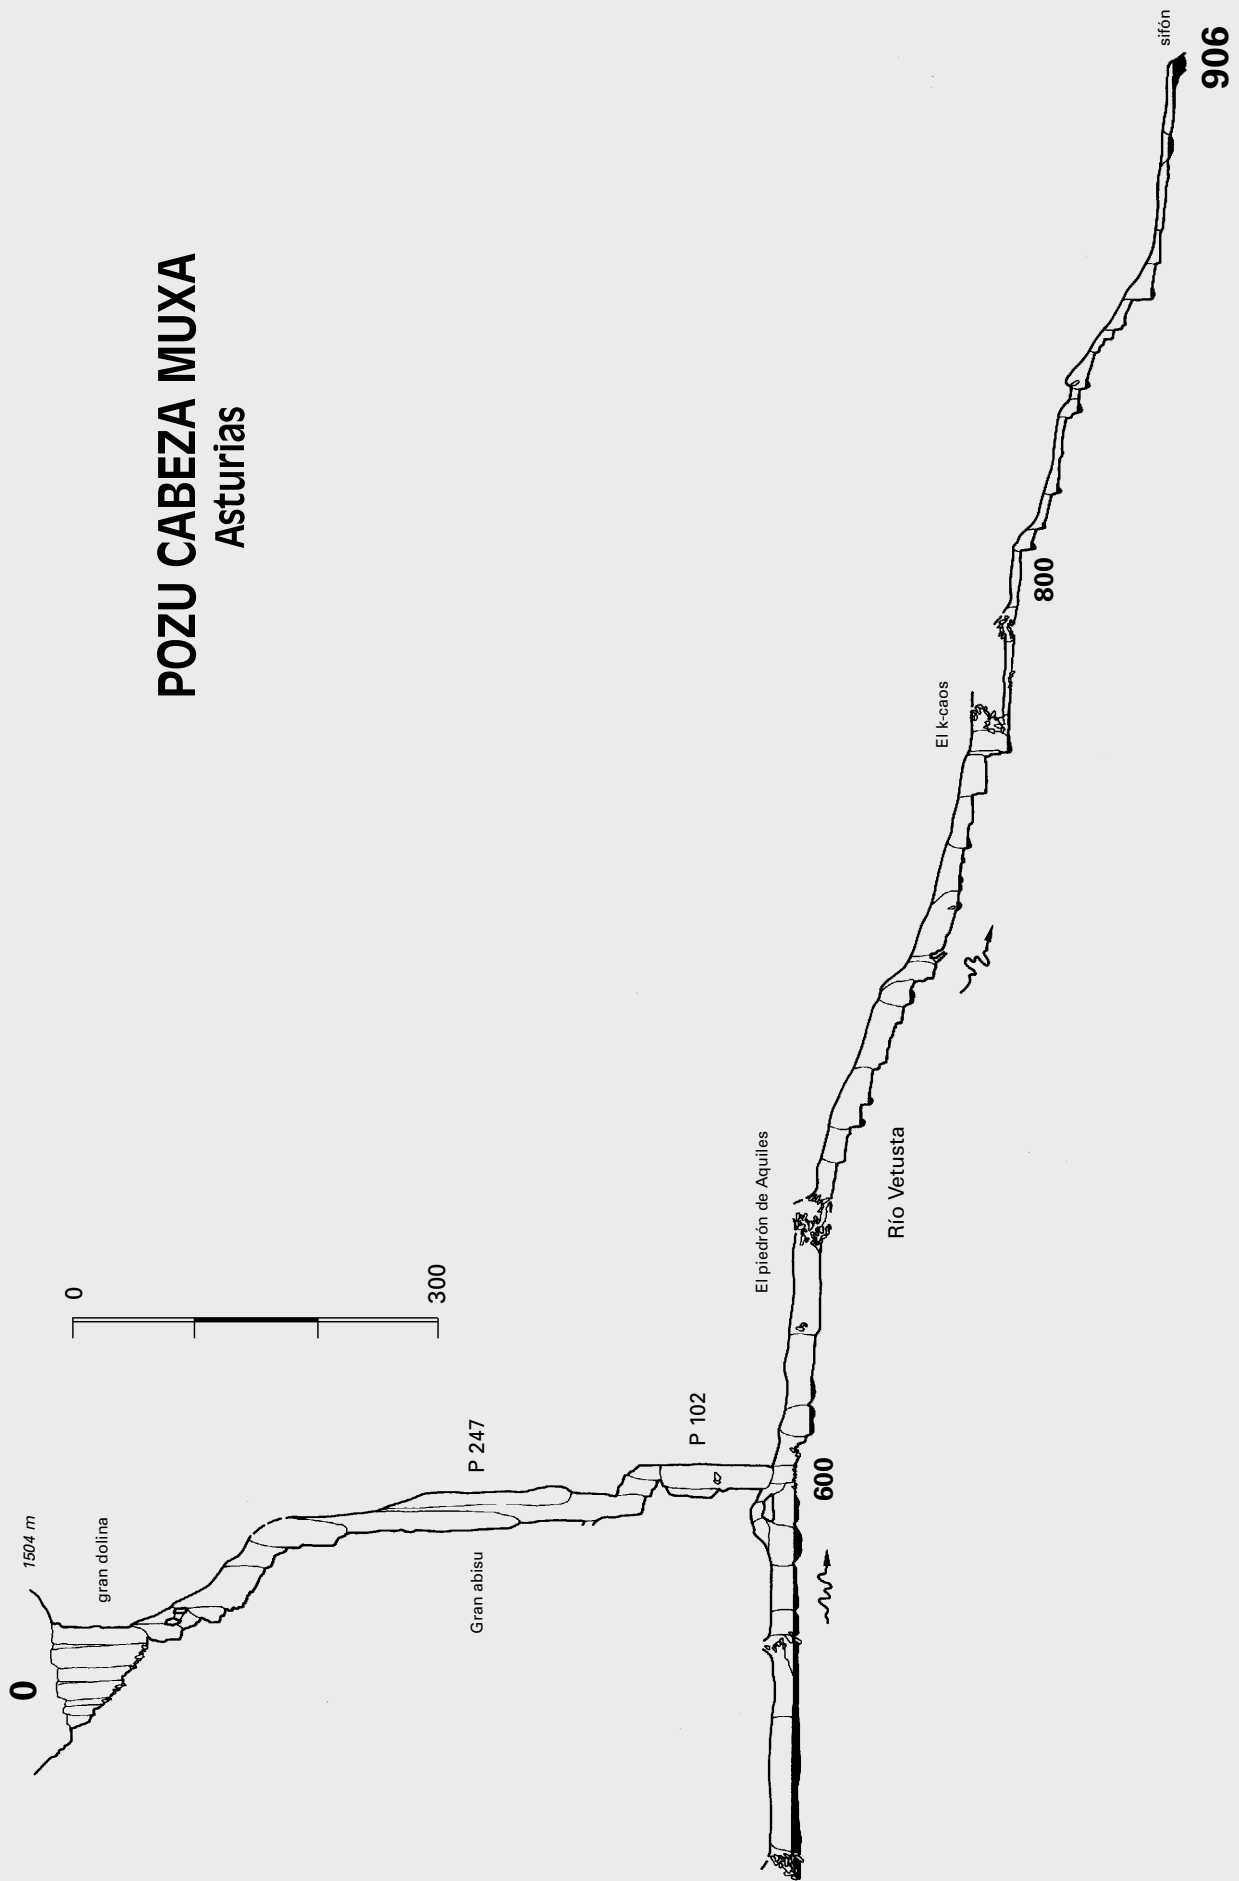 POZU CABEZA MUXA
Asturias
0
300
0
1504 m
gran dolina
P 247
Gran abisu
P 102
600
El piedrón de Aquiles
Río Vetusta
El k-caos
800
sifón
906